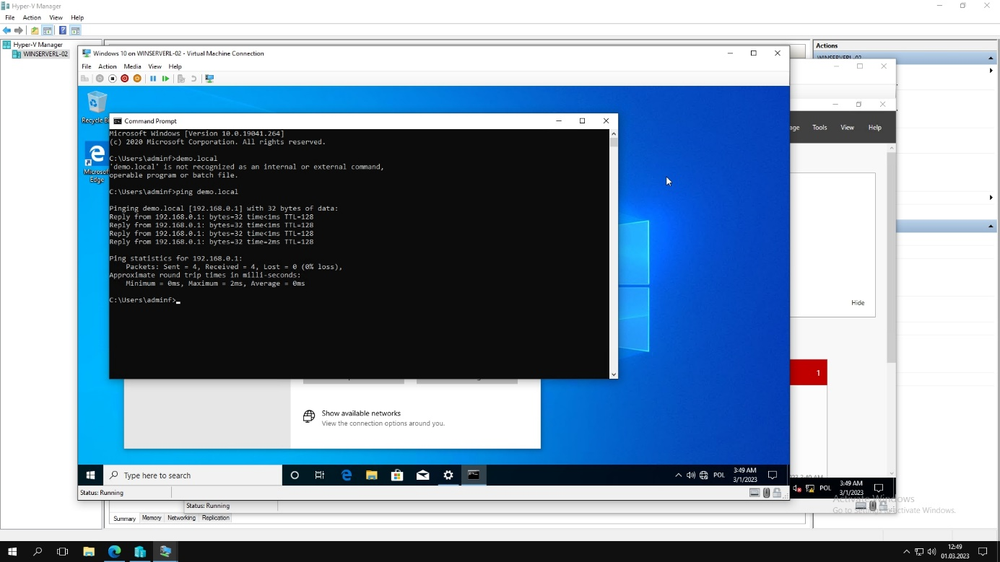 Hyper-V Manager
File Action View Help
Hyper-V Manager
WINSERVERL-02
Actions
WINSERVERL-02
Windows 10 on WINSERVERL-02 - Virtual Machine Connection
File Action Media View Help
Recycle Bi
Microsoft
Edge
Command Prompt
Microsoft Windows [Version 10.0.19041.264]
(c) 2020 Microsoft Corporation. All rights reserved.
C:\Users\adminf>demo.local
'demo.local' is not recognized as an internal or external command,
operable program or batch file.
C:\Users\adminf>ping demo.local
Pinging demo.local [192.168.0.1] with 32 bytes of data:
Reply from 192.168.0.1: bytes=32 time<1ms TTL=128
Reply from 192.168.0.1: bytes=32 time<1ms TTL=128
Reply from 192.168.0.1: bytes=32 time<1ms TTL=128
Reply from 192.168.0.1: bytes=32 time=2ms TTL=128
Ping statistics for 192.168.0.1:
Packets: Sent = 4, Received = 4, Lost = 0 (0% loss),
Approximate round trip times in milli-seconds:
Minimum = 0ms, Maximum = 2ms, Average = 0ms
C:\Users\adminf>
age Tools View Help
Hide
1
Show available networks
View the connection options around you.
Type here to search
POL
3:49 AM
3/1/2023
Status: Running
POL
3:49 AM
3/1/2023
Status: Running
Activate Windows
Go to Settings to activate Windows.
Summary Memory Networking Replication
12:49
01.03.2023